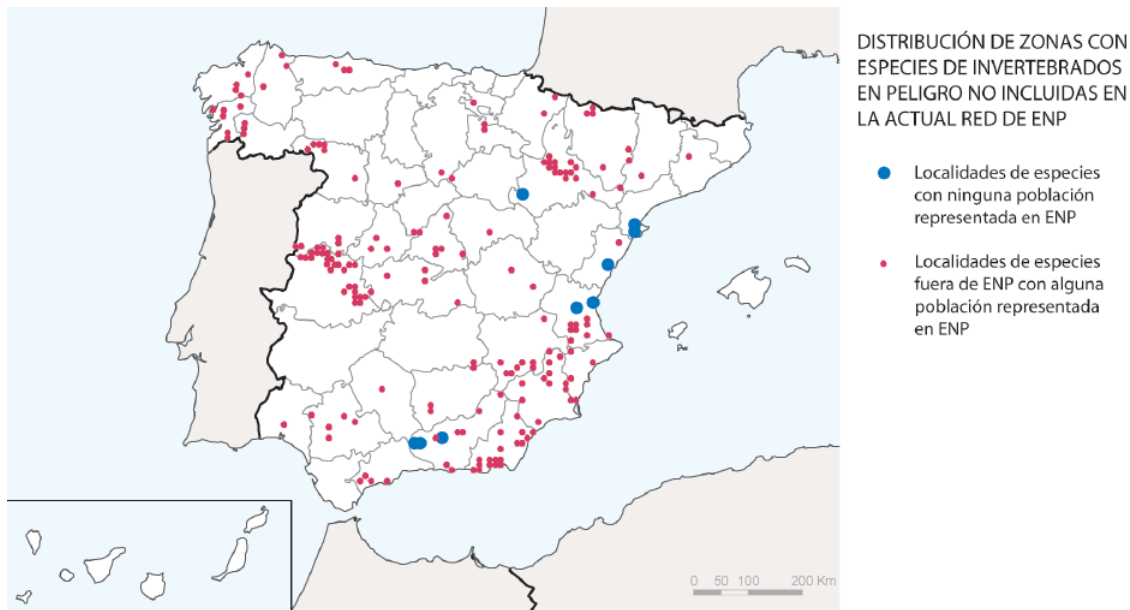 DISTRIBUCIÓN DE ZONAS CON
ESPECIES DE INVERTEBRADOS
EN PELIGRO NO INCLUIDAS EN
LA ACTUAL RED DE ENP
Localidades de especies
con ninguna población
representada en ENP
Localidades de especies
fuera de ENP con alguna
población representada
en ENP
0 50 100 200 Km